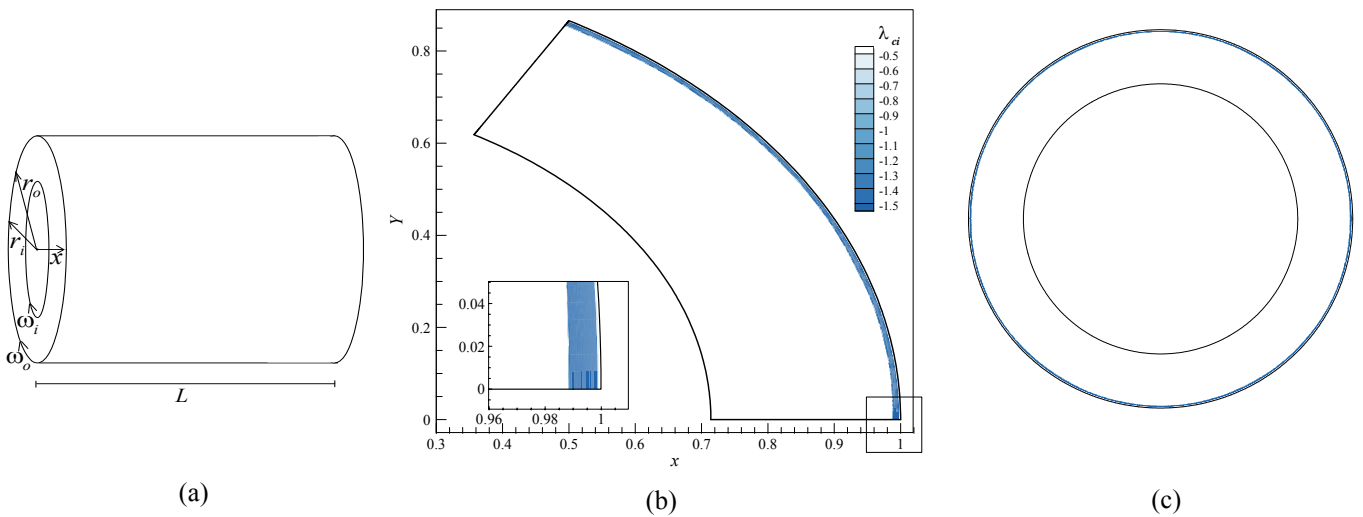 r_o
r_i
x
ω_i
ω_o
L
(a)
Y
0.8
0.6
0.4
0.2
0
0.3 0.4 0.5 0.6 0.7 0.8 0.9 1
x
λ_ci
-0.5
-0.6
-0.7
-0.8
-0.9
-1
-1.1
-1.2
-1.3
-1.4
-1.5
0.04
0.02
0
0.96 0.98 1
(b)
(c)